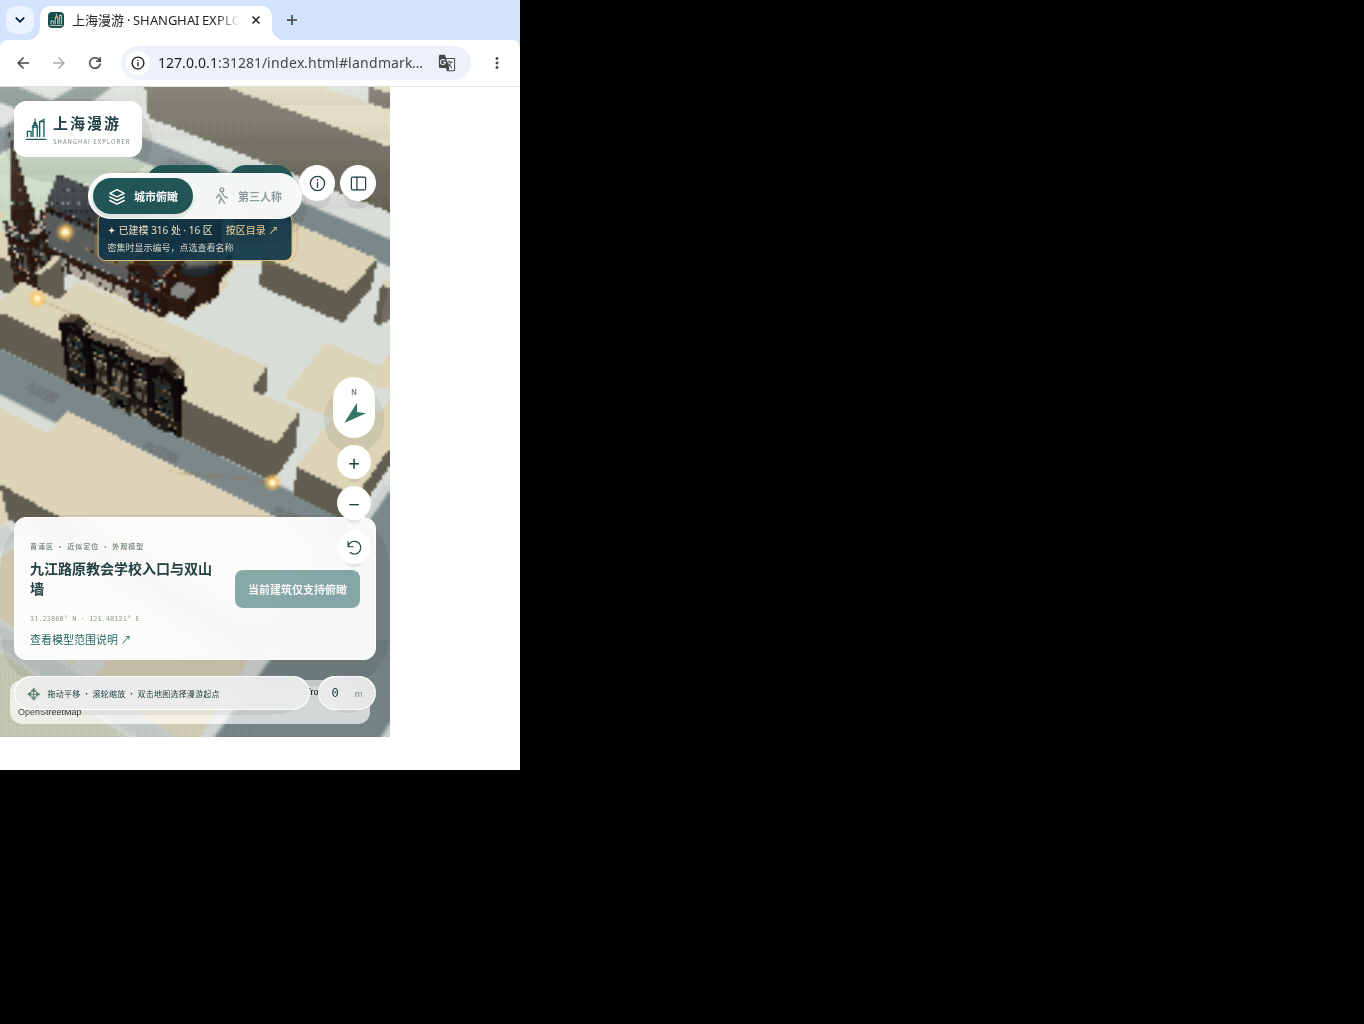 上海漫游 · SHANGHAI EXPLO
127.0.0.1:31281/index.html#landmark...
上海漫游
SHANGHAI EXPLORER
城市俯瞰
第三人称
✦ 已建模 316 处 · 16 区 按区目录 ↗
密集时显示编号，点选查看名称
N
+
−
黄浦区 · 近似定位 · 外观模型
九江路原教会学校入口与双山墙
当前建筑仅支持俯瞰
31.23868° N · 121.48121° E
查看模型范围说明 ↗
拖动平移 · 滚轮缩放 · 双击地图选择漫游起点
0 m
OpenStreetMap